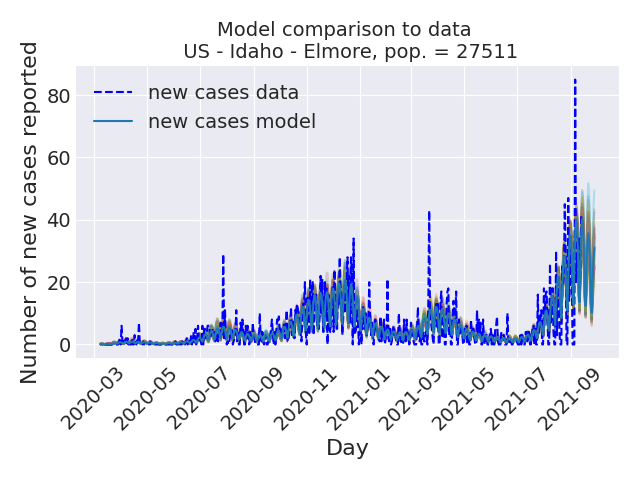 Model comparison to data
US - Idaho - Elmore, pop. = 27511
Number of new cases reported
80
60
40
20
0
new cases data
new cases model
2020-03
2020-05
2020-07
2020-09
2020-11
2021-01
2021-03
2021-05
2021-07
2021-09
Day